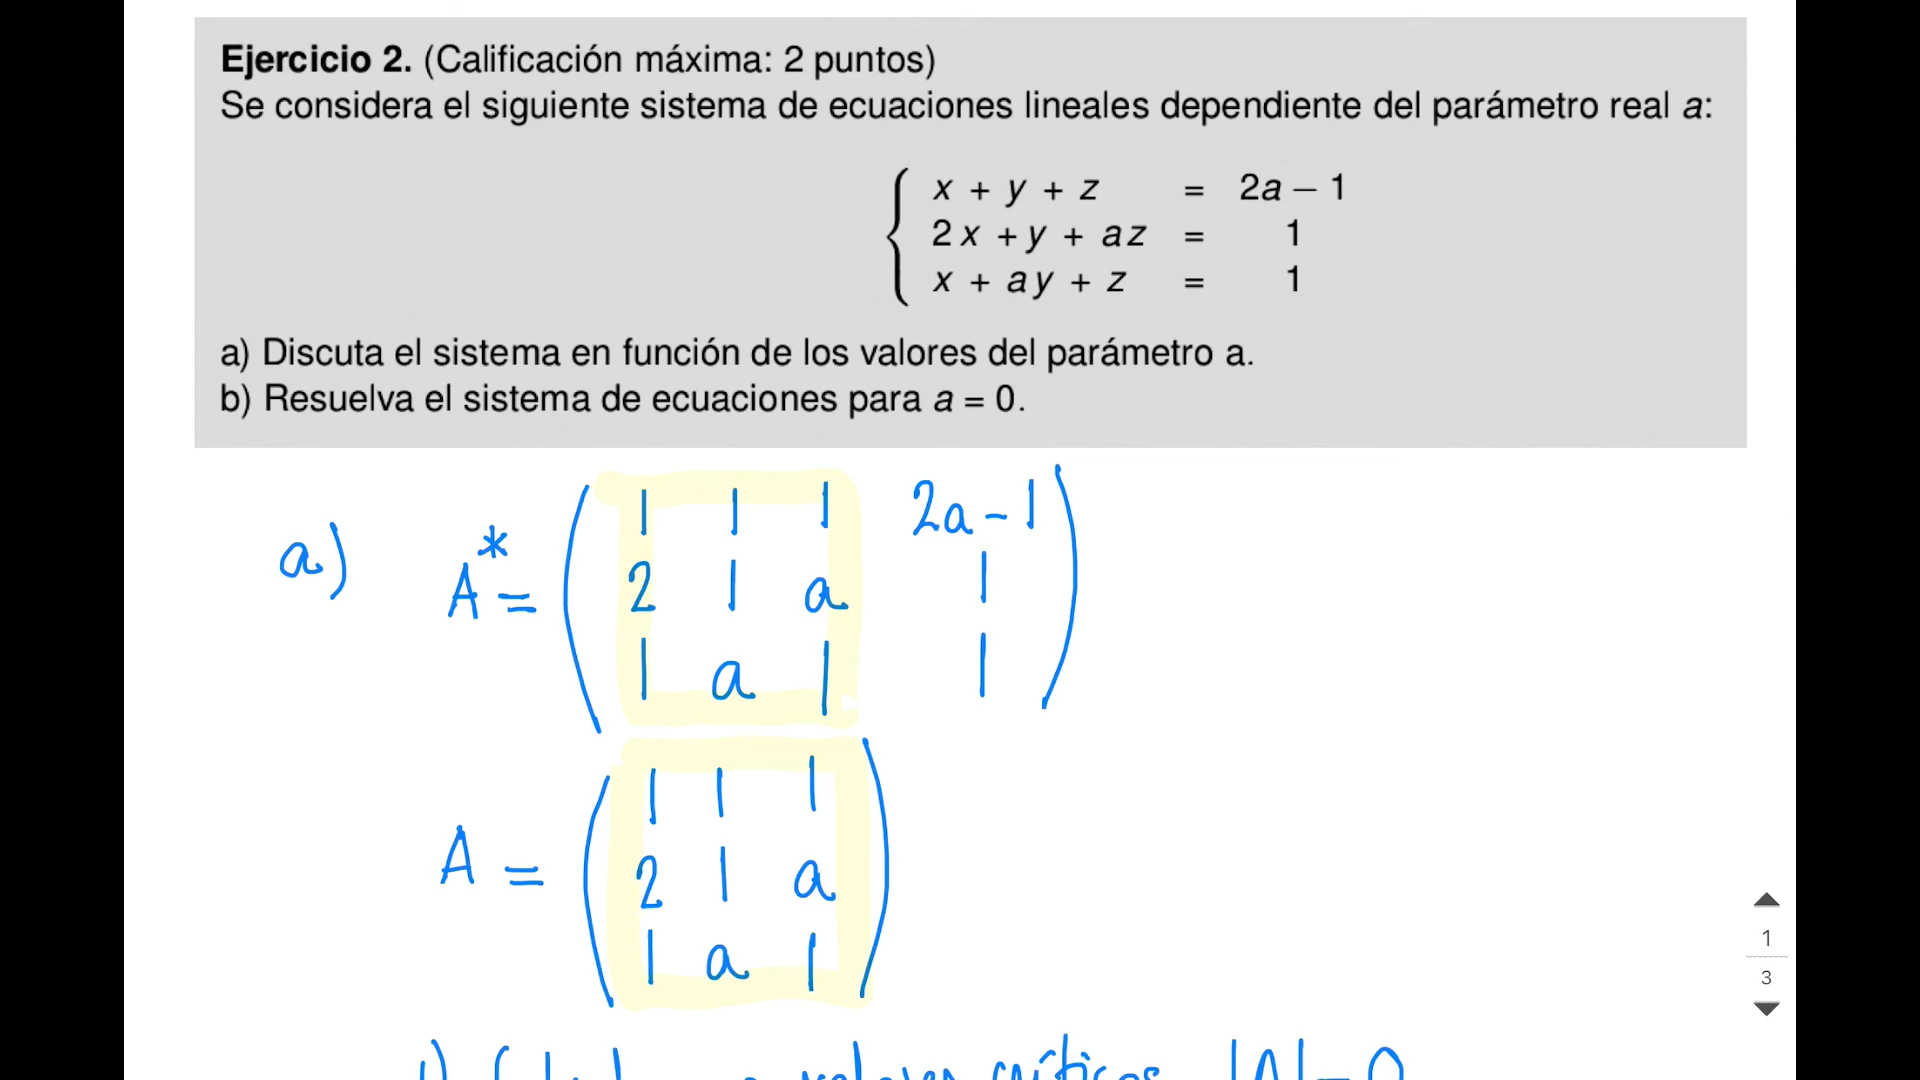 Ejercicio 2. (Calificación máxima: 2 puntos)
Se considera el siguiente sistema de ecuaciones lineales dependiente del parámetro real a:
x + y + z = 2a − 1
2x + y + az = 1
x + ay + z = 1
a) Discuta el sistema en función de los valores del parámetro a.
b) Resuelva el sistema de ecuaciones para a = 0.
a) A* = ( 1 1 1 2a-1
2 1 a 1
1 a 1 1 )
A = ( 1 1 1
2 1 a
1 a 1 )
valores críticos |A| = 0
1
3